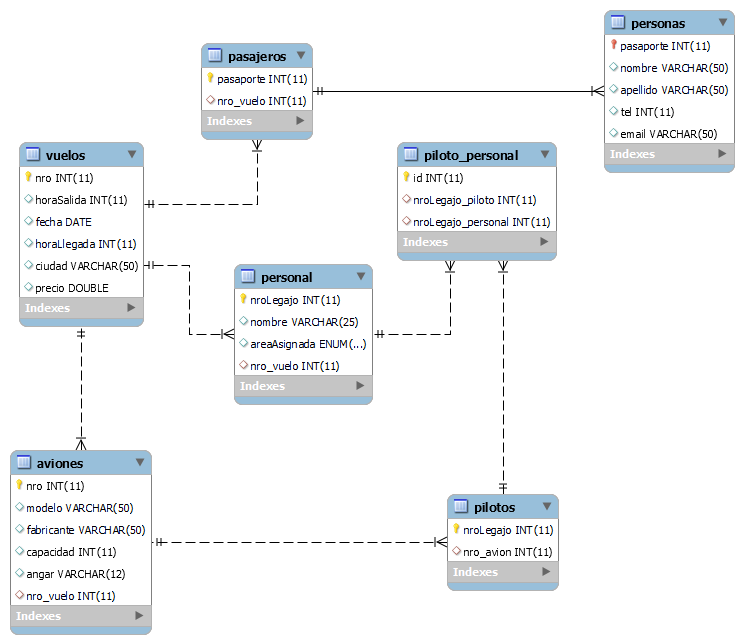 personas
pasaporte INT(11)
nombre VARCHAR(50)
apellido VARCHAR(50)
tel INT(11)
email VARCHAR(50)
Indexes
pasajeros
pasaporte INT(11)
nro_vuelo INT(11)
Indexes
vuelos
nro INT(11)
horaSalida INT(11)
fecha DATE
horaLlegada INT(11)
ciudad VARCHAR(50)
precio DOUBLE
Indexes
piloto_personal
id INT(11)
nroLegajo_piloto INT(11)
nroLegajo_personal INT(11)
Indexes
personal
nroLegajo INT(11)
nombre VARCHAR(25)
areaAsignada ENUM(...)
nro_vuelo INT(11)
Indexes
aviones
nro INT(11)
modelo VARCHAR(50)
fabricante VARCHAR(50)
capacidad INT(11)
angar VARCHAR(12)
nro_vuelo INT(11)
Indexes
pilotos
nroLegajo INT(11)
nro_avion INT(11)
Indexes